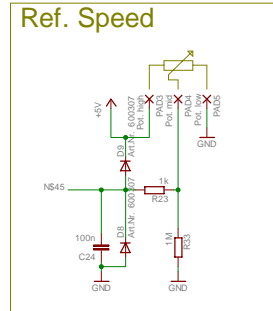 Ref. Speed
+5V
Art.Nr. 600307
Pot. high
PAD3
Pot. mid
PAD4
Pot. low
PAD5
GND
D9
Art.Nr. 600307
1k
R23
N$45
100n
C24
D8
1M
R33
GND
GND